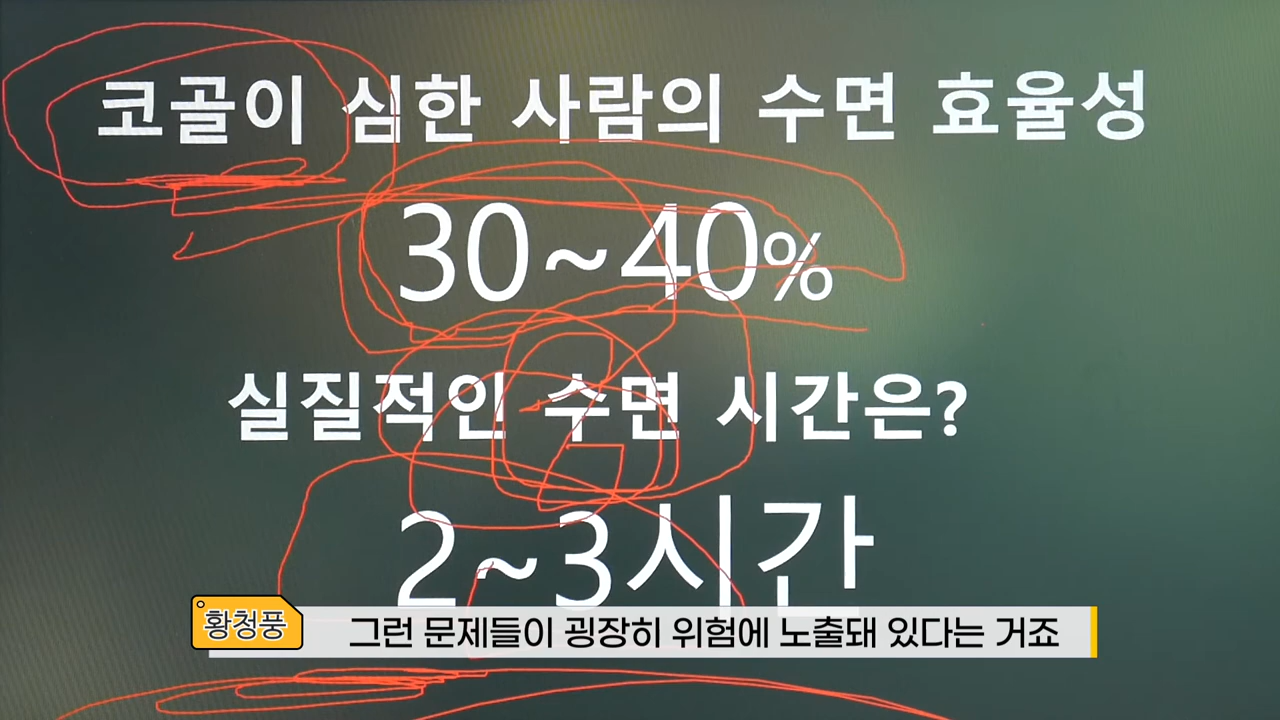 코골이 심한 사람의 수면 효율성
30~40%
실질적인 수면 시간은?
2~3시간
황청풍
그런 문제들이 굉장히 위험에 노출돼 있다는 거죠